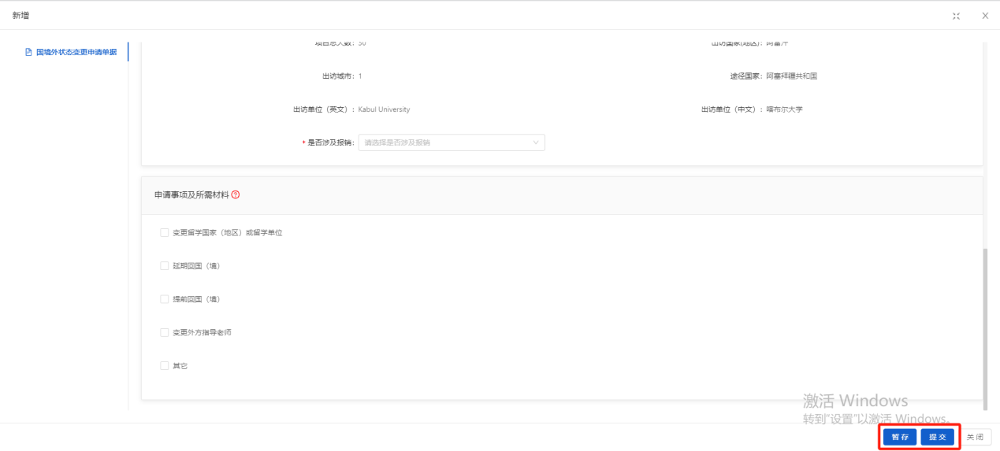 新增
国境外状态变更申请单据
项目总人数：30 出访国家(地区)：阿富汗
出访城市：1 途径国家：阿塞拜疆共和国
出访单位（英文）：Kabul University 出访单位（中文）：喀布尔大学
* 是否涉及报销：请选择是否涉及报销
申请事项及所需材料
变更留学国家（地区）或留学单位
延期回国（境）
提前回国（境）
变更外方指导老师
其它
激活 Windows
转到"设置"以激活 Windows。
暂存 提交 关闭